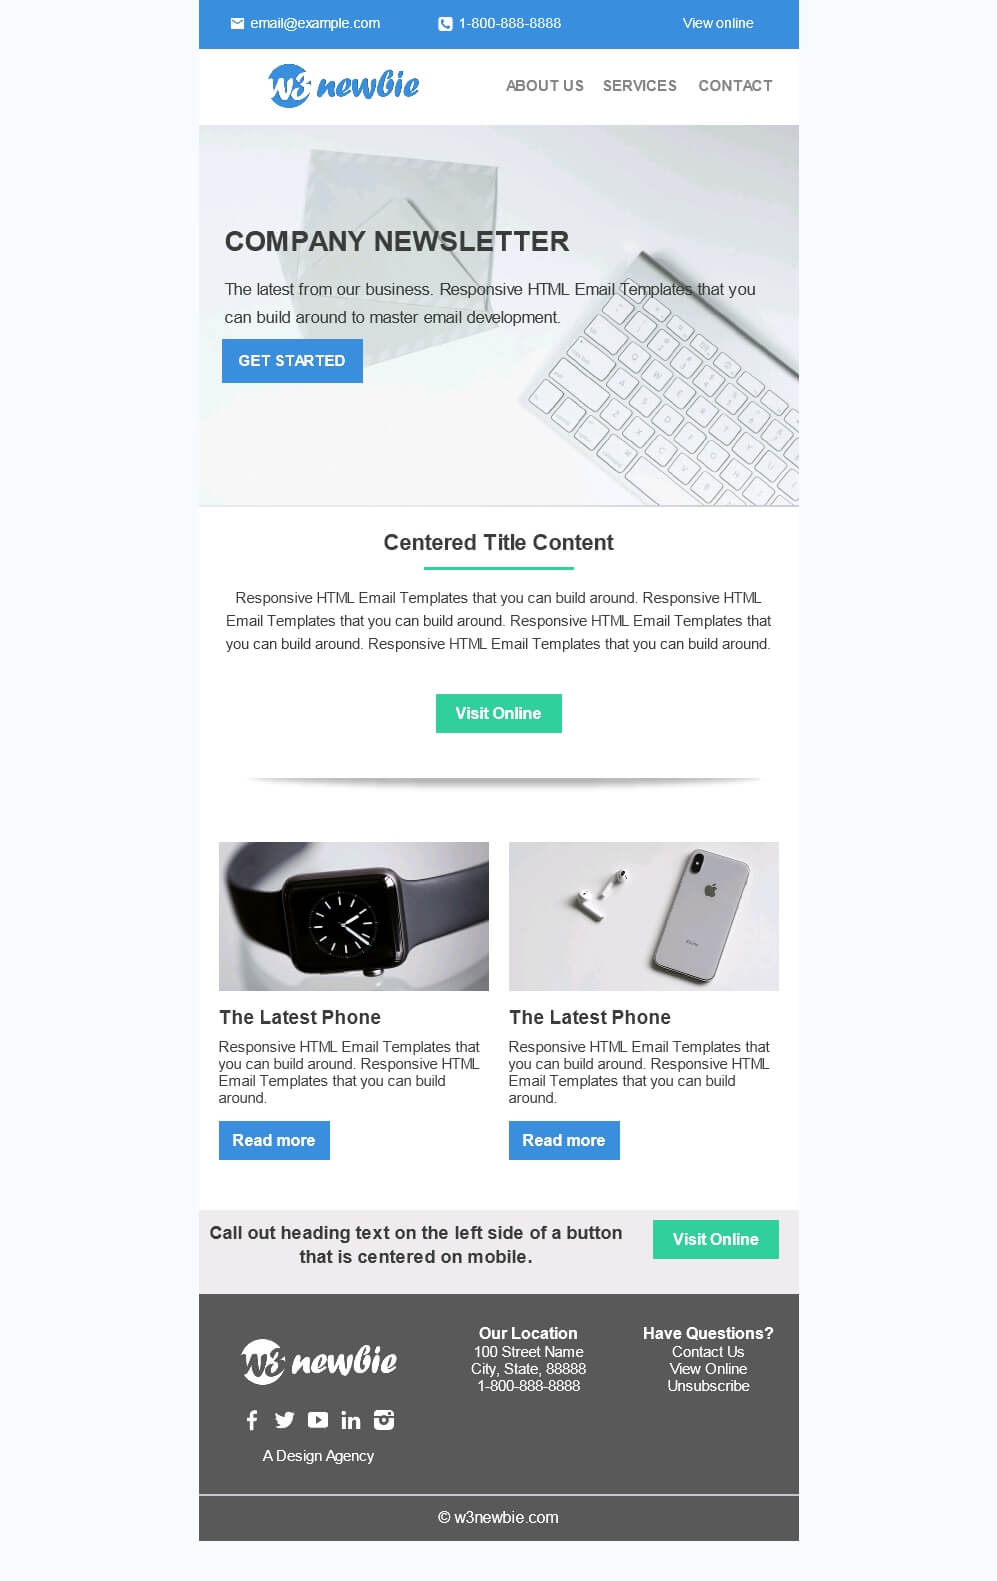 email@example.com
1-800-888-8888
View online
w3 newbie
ABOUT US SERVICES CONTACT
COMPANY NEWSLETTER
The latest from our business. Responsive HTML Email Templates that you
can build around to master email development.
GET STARTED
Centered Title Content
Responsive HTML Email Templates that you can build around. Responsive HTML
Email Templates that you can build around. Responsive HTML Email Templates that
you can build around. Responsive HTML Email Templates that you can build around.
Visit Online
The Latest Phone
Responsive HTML Email Templates that
you can build around. Responsive HTML
Email Templates that you can build
around.
Read more
The Latest Phone
Responsive HTML Email Templates that
you can build around. Responsive HTML
Email Templates that you can build
around.
Read more
Call out heading text on the left side of a button
that is centered on mobile.
Visit Online
w3 newbie
A Design Agency
Our Location
100 Street Name
City, State, 88888
1-800-888-8888
Have Questions?
Contact Us
View Online
Unsubscribe
© w3newbie.com